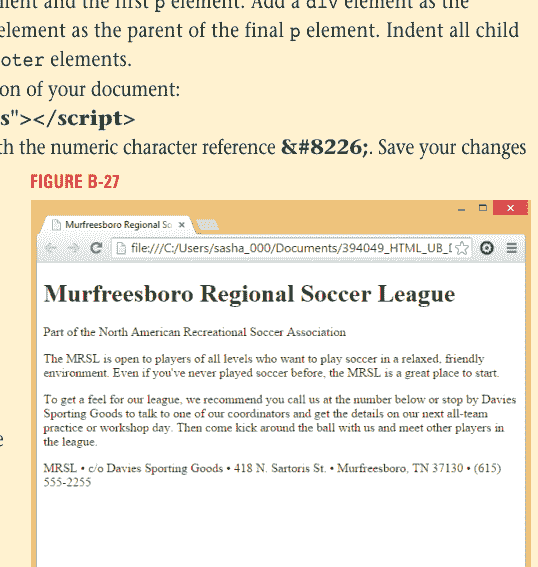 ment and the first p element. Add a div element as the
element as the parent of the final p element. Indent all child
oter elements.
on of your document:
s"></script>
th the numeric character reference &#8226;. Save your changes
FIGURE B-27
Murfreesboro Regional So
file:///C:/Users/sasha_000/Documents/394049_HTML_UB_D
Murfreesboro Regional Soccer League
Part of the North American Recreational Soccer Association
The MRSL is open to players of all levels who want to play soccer in a relaxed, friendly
environment. Even if you've never played soccer before, the MRSL is a great place to start.
To get a feel for our league, we recommend you call us at the number below or stop by Davies
Sporting Goods to talk to one of our coordinators and get the details on our next all-team
practice or workshop day. Then come kick around the ball with us and meet other players in
the league.
e
MRSL • c/o Davies Sporting Goods • 418 N. Sartoris St. • Murfreesboro, TN 37130 • (615)
555-2255